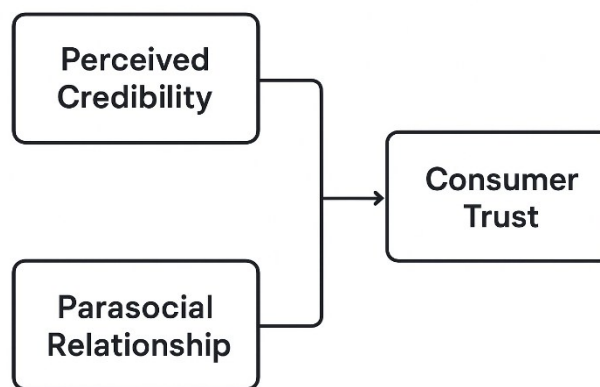 Perceived
Credibility
Consumer
Trust
Parasocial
Relationship